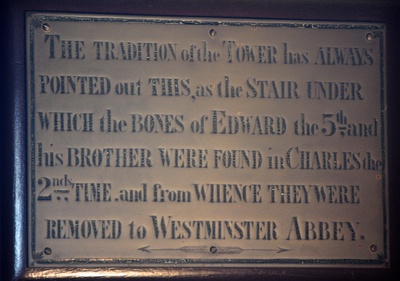 THE TRADITION of the TOWER has ALWAYS
POINTED out THIS, as the STAIR UNDER
WHICH the BONES of EDWARD the 5th and
his BROTHER WERE FOUND in CHARLES the
2nds TIME. and from WHENCE THEY WERE
REMOVED to WESTMINSTER ABBEY.